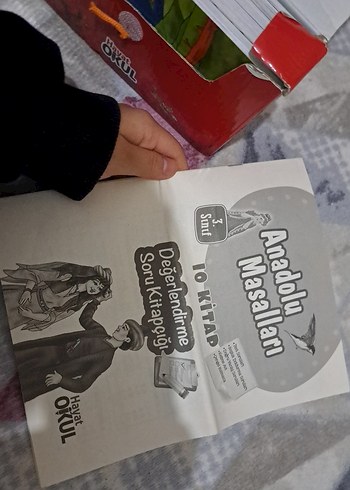 Hayat
OKUL
3.
Sınıf
Anadolu
Masalları
10 KİTAP
Değerlendirme
Soru Kitapçığı
Hayat
OKUL